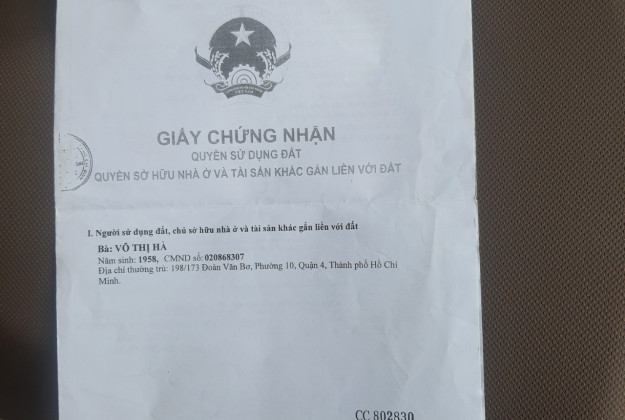 GIẤY CHỨNG NHẬN
QUYỀN SỬ DỤNG ĐẤT
QUYỀN SỞ HỮU NHÀ Ở VÀ TÀI SẢN KHÁC GẮN LIỀN VỚI ĐẤT
I. Người sử dụng đất, chủ sở hữu nhà ở và tài sản khác gắn liền với đất
Bà: VÕ THỊ HÀ
Năm sinh: 1958, CMND số: 020868307
Địa chỉ thường trú: 198/173 Đoàn Văn Bơ, Phường 10, Quận 4, Thành phố Hồ Chí
Minh.
CC 802830